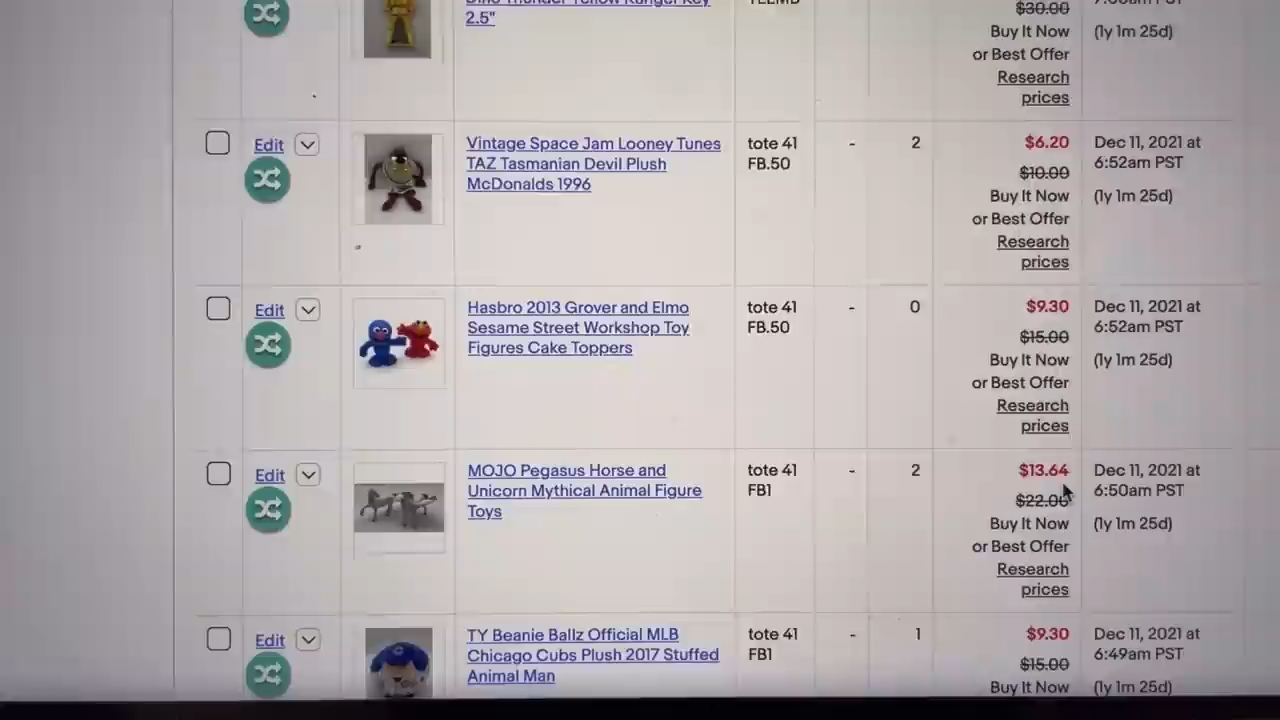 Dino Thunder Yellow Ranger Key
2.5"
$30.00
Buy It Now
or Best Offer
Research
prices
(1y 1m 25d)
Edit
Vintage Space Jam Looney Tunes
TAZ Tasmanian Devil Plush
McDonalds 1996
tote 41
FB.50
-
2
$6.20
$10.00
Buy It Now
or Best Offer
Research
prices
Dec 11, 2021 at
6:52am PST
(1y 1m 25d)
Edit
Hasbro 2013 Grover and Elmo
Sesame Street Workshop Toy
Figures Cake Toppers
tote 41
FB.50
-
0
$9.30
$15.00
Buy It Now
or Best Offer
Research
prices
Dec 11, 2021 at
6:52am PST
(1y 1m 25d)
Edit
MOJO Pegasus Horse and
Unicorn Mythical Animal Figure
Toys
tote 41
FB1
-
2
$13.64
$22.00
Buy It Now
or Best Offer
Research
prices
Dec 11, 2021 at
6:50am PST
(1y 1m 25d)
Edit
TY Beanie Ballz Official MLB
Chicago Cubs Plush 2017 Stuffed
Animal Man
tote 41
FB1
-
1
$9.30
$15.00
Buy It Now
Dec 11, 2021 at
6:49am PST
(1y 1m 25d)